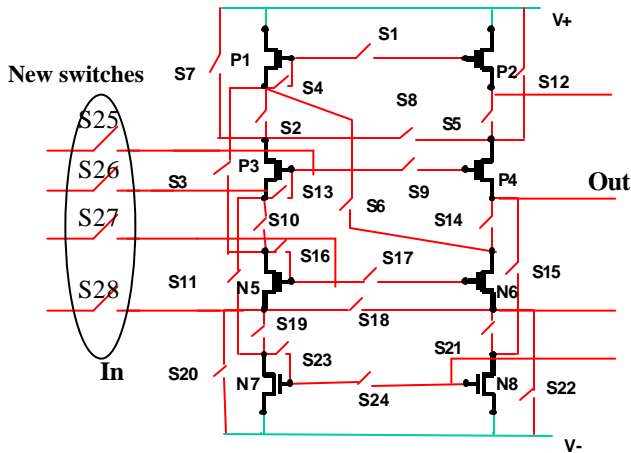 V+
S1
S7
P1
P2
New switches
S4
S12
S8
S25
S2
S5
S26
S3
P3
S13
S9
P4
Out
S27
S10
S6
S14
S16
S17
S11
S15
S28
N5
N6
S19
S18
In
S20
S23
S21
N7
S24
N8
S22
V-